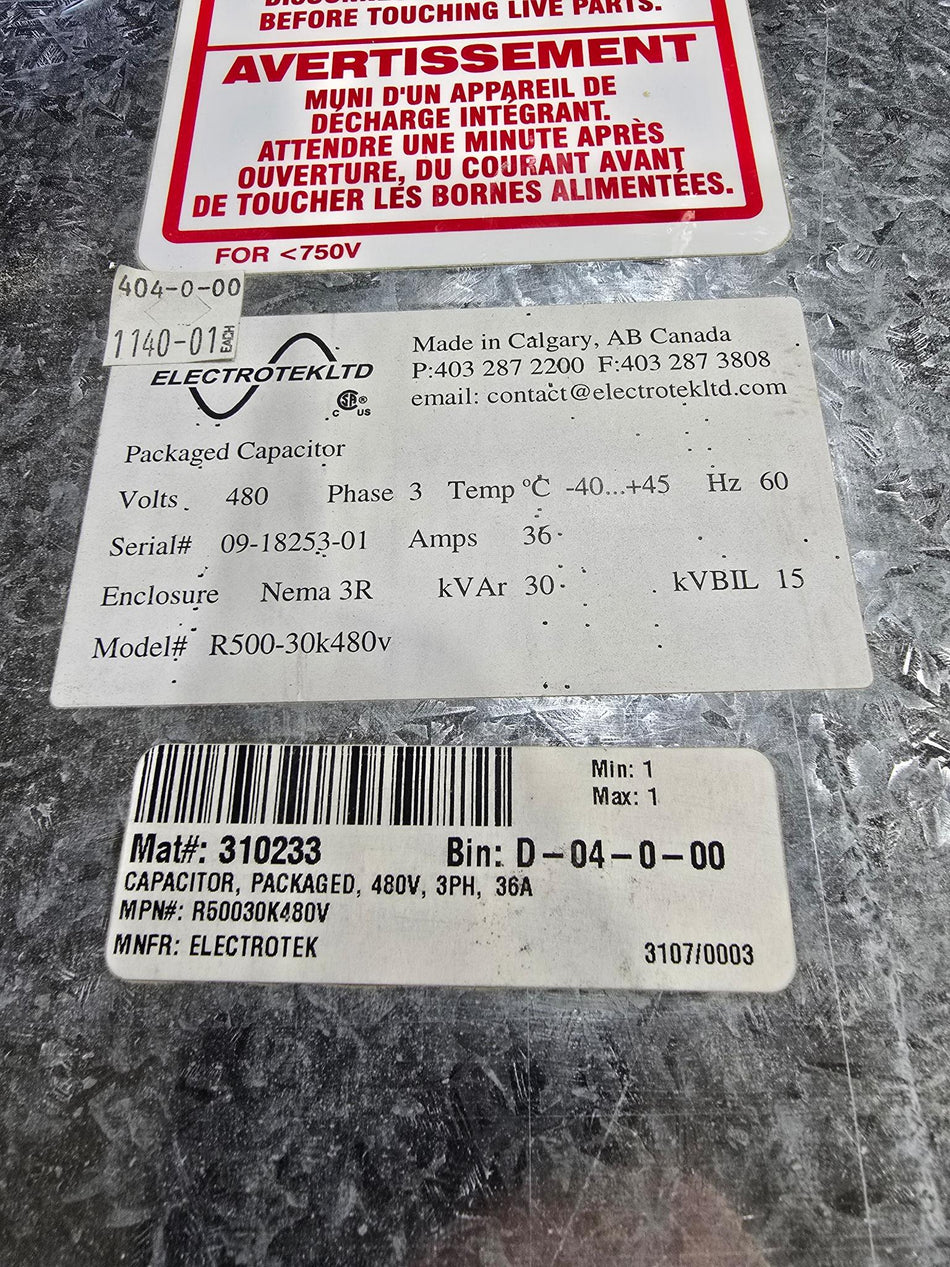 BEFORE TOUCHING LIVE PARTS.
AVERTISSEMENT
MUNI D'UN APPAREIL DE
DÉCHARGE INTÉGRANT.
ATTENDRE UNE MINUTE APRÈS
OUVERTURE, DU COURANT AVANT
DE TOUCHER LES BORNES ALIMENTÉES.
FOR <750V
404-0-00
1140-01 EACH
ELECTROTEKLTD
C SA® US
Made in Calgary, AB Canada
P:403 287 2200 F:403 287 3808
email: contact@electrotekltd.com
Packaged Capacitor
Volts 480 Phase 3 Temp °C -40...+45 Hz 60
Serial# 09-18253-01 Amps 36
Enclosure Nema 3R kVAr 30 kVBIL 15
Model# R500-30k480v
Min: 1
Max: 1
Mat#: 310233 Bin: D-04-0-00
CAPACITOR, PACKAGED, 480V, 3PH, 36A
MPN#: R50030K480V
MNFR: ELECTROTEK 3107/0003